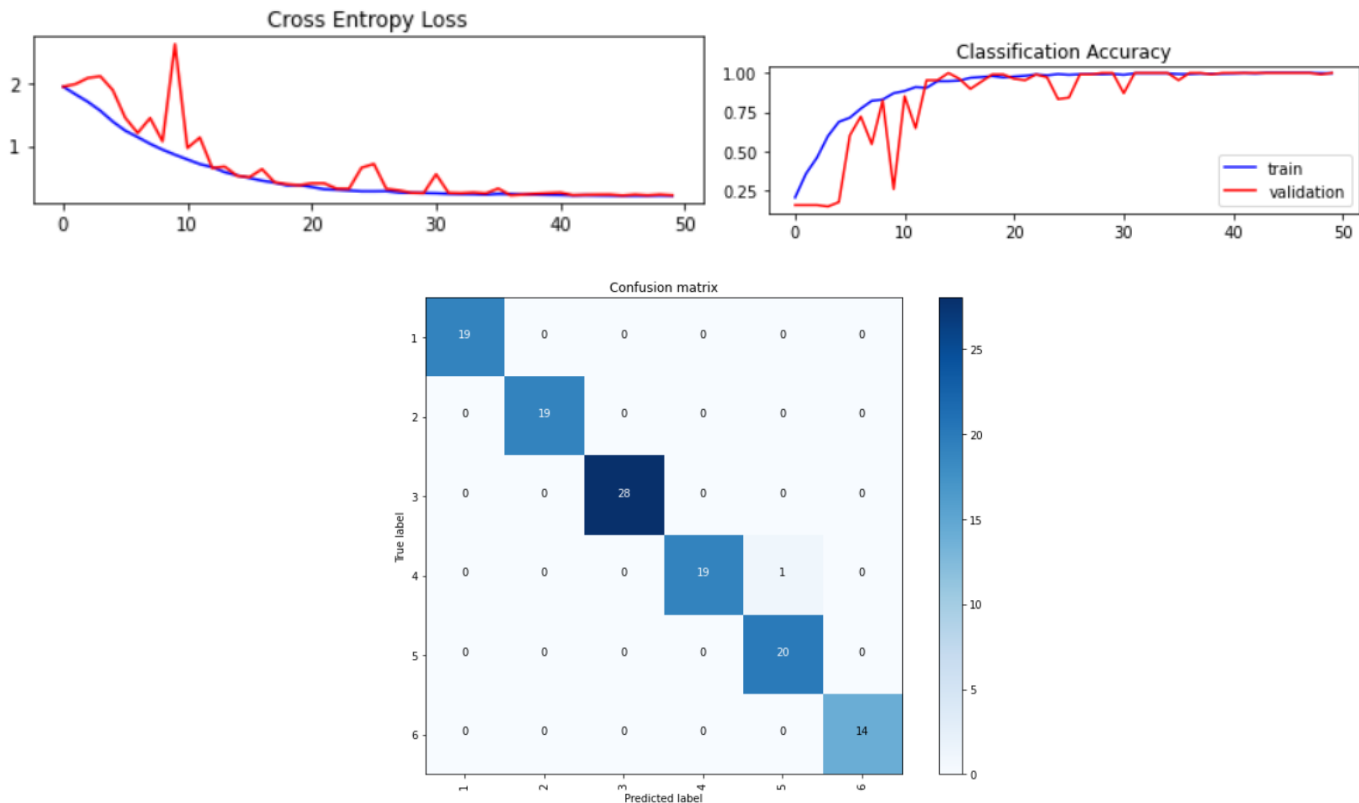 Cross Entropy Loss
2
1
0 10 20 30 40 50
Classification Accuracy
1.00
0.75
0.50
0.25
train
validation
0 10 20 30 40 50
Confusion matrix
True label
1 19 0 0 0 0 0
2 0 19 0 0 0 0
3 0 0 28 0 0 0
4 0 0 0 19 1 0
5 0 0 0 0 20 0
6 0 0 0 0 0 14
1 2 3 4 5 6
Predicted label
25
20
15
10
5
0